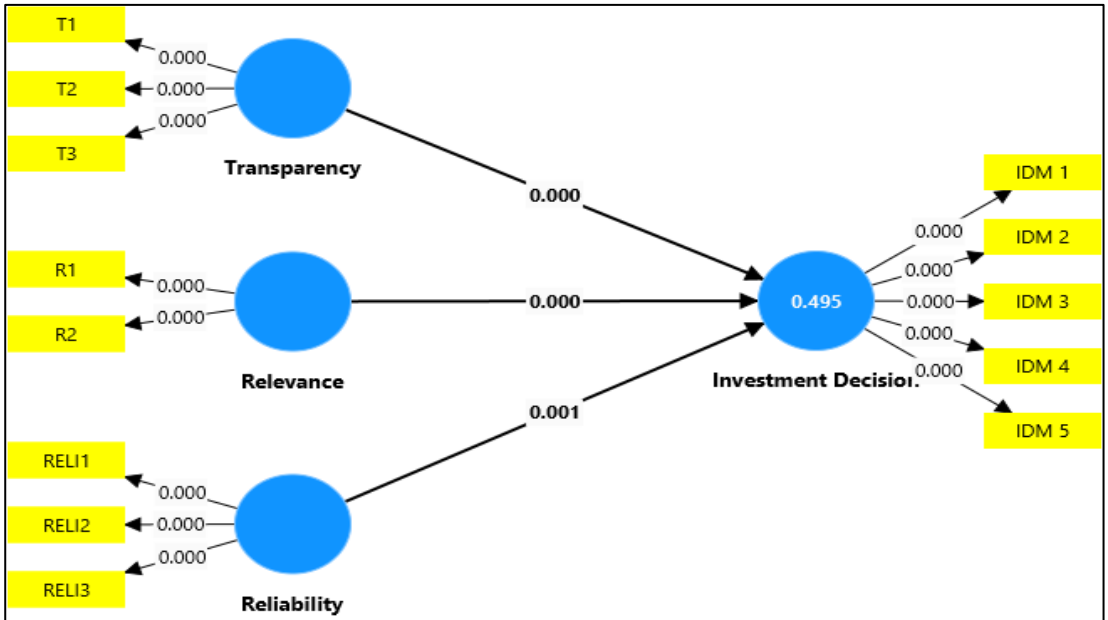 T1
0.000
T2
0.000
0.000
T3
Transparency
0.000
R1
0.000
0.000
R2
Relevance
0.000
RELI1
0.000
RELI2
0.000
0.000
RELI3
Reliability
0.001
0.495
Investment Decision
IDM 1
0.000
IDM 2
0.000
0.000
IDM 3
0.000
IDM 4
0.000
IDM 5